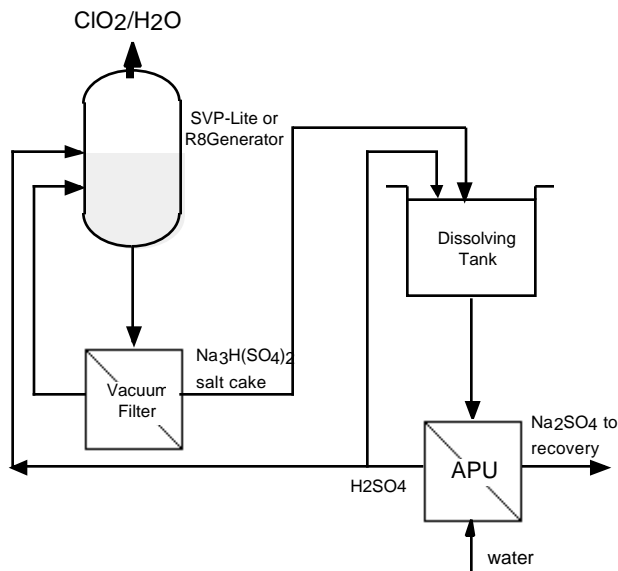 ClO2/H2O
SVP-Lite or
R8Generator
Dissolving
Tank
Na3H(SO4)2
salt cake
Vacuum
Filter
Na2SO4 to
recovery
APU
H2SO4
water